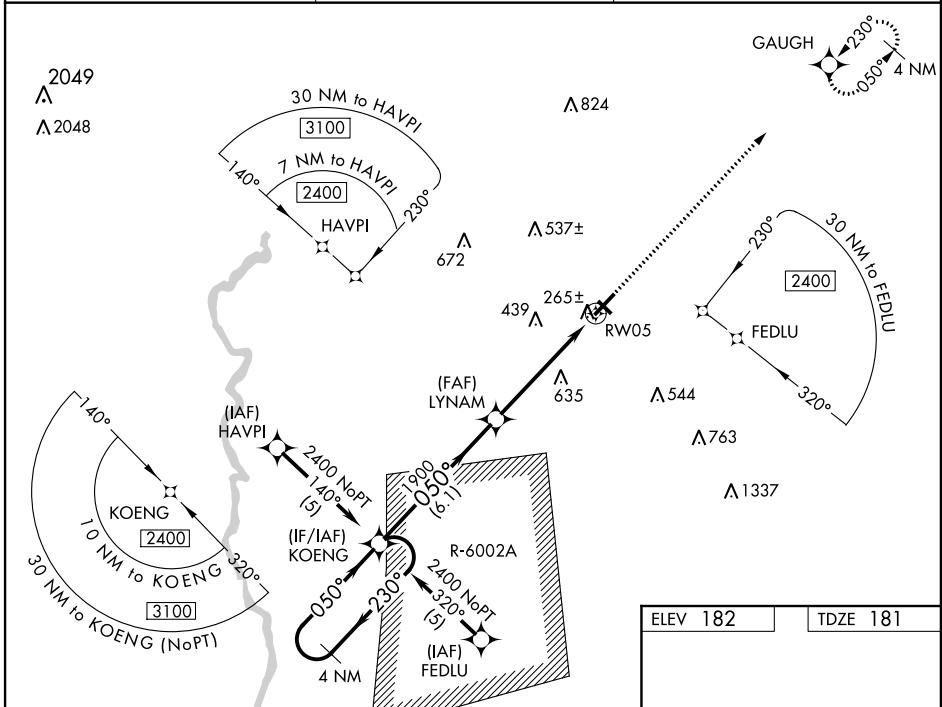 2049
2048
30 NM to HAVPI
3100
7 NM to HAVPI
2400
140°
230°
HAVPI
824
GAUGH
230°
050°
4 NM
537±
672
439
265±
RW05
635
230°
30 NM to FEDLU
2400
FEDLU
320°
544
763
1337
(FAF)
LYNAM
(IAF)
HAVPI
2400 NoPT
140°
(5)
1900
050°
(6.1)
140°
KOENG
2400
10 NM to KOENG
320°
3100
30 NM to KOENG (NoPT)
(IF/IAF)
KOENG
R-6002A
050°
230°
4 NM
2400 NoPT
320°
(5)
(IAF)
FEDLU
ELEV 182
TDZE 181